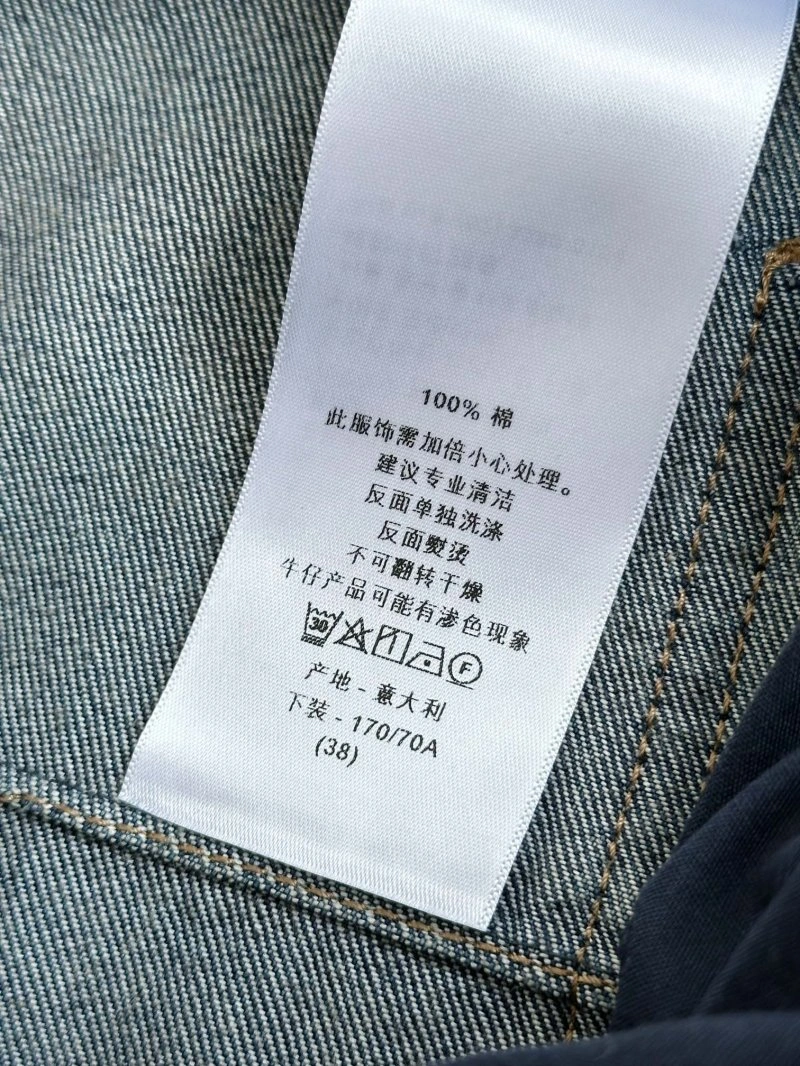 100% 棉
此服饰需加倍小心处理。
建议专业清洁
反面单独洗涤
反面熨烫
不可翻转干燥
牛仔产品可能有渗色现象
30 F
产地 - 意大利
下装 - 170/70A
(38)